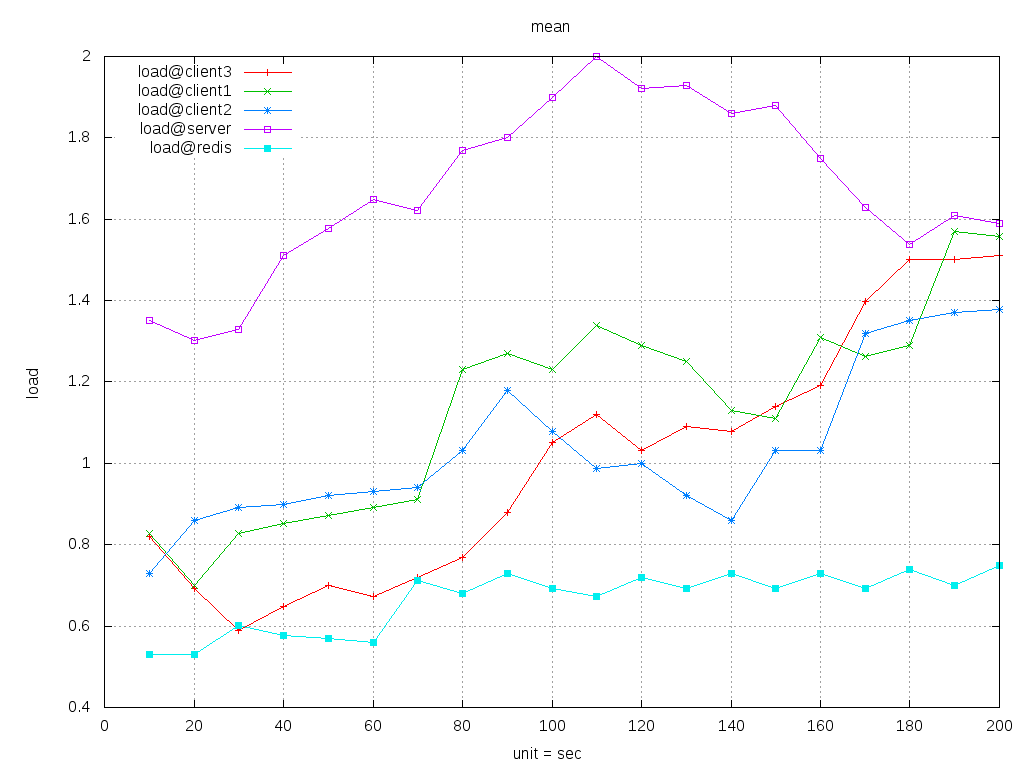 mean
2
1.8
1.6
1.4
1.2
1
0.8
0.6
0.4
load
load@client3
load@client1
load@client2
load@server
load@redis
0 20 40 60 80 100 120 140 160 180 200
unit = sec